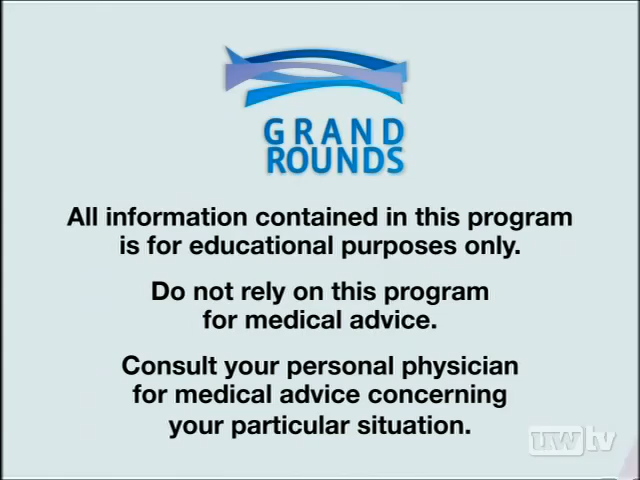 GRAND
ROUNDS
All information contained in this program
is for educational purposes only.
Do not rely on this program
for medical advice.
Consult your personal physician
for medical advice concerning
your particular situation.
uwtv